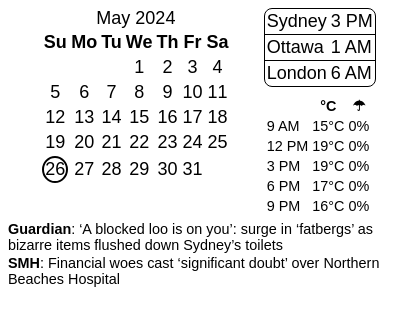 May 2024
Su Mo Tu We Th Fr Sa
1 2 3 4
5 6 7 8 9 10 11
12 13 14 15 16 17 18
19 20 21 22 23 24 25
26 27 28 29 30 31
Sydney 3 PM
Ottawa 1 AM
London 6 AM
°C ☂
9 AM 15°C 0%
12 PM 19°C 0%
3 PM 19°C 0%
6 PM 17°C 0%
9 PM 16°C 0%
Guardian: ‘A blocked loo is on you’: surge in ‘fatbergs’ as
bizarre items flushed down Sydney’s toilets
SMH: Financial woes cast ‘significant doubt’ over Northern
Beaches Hospital